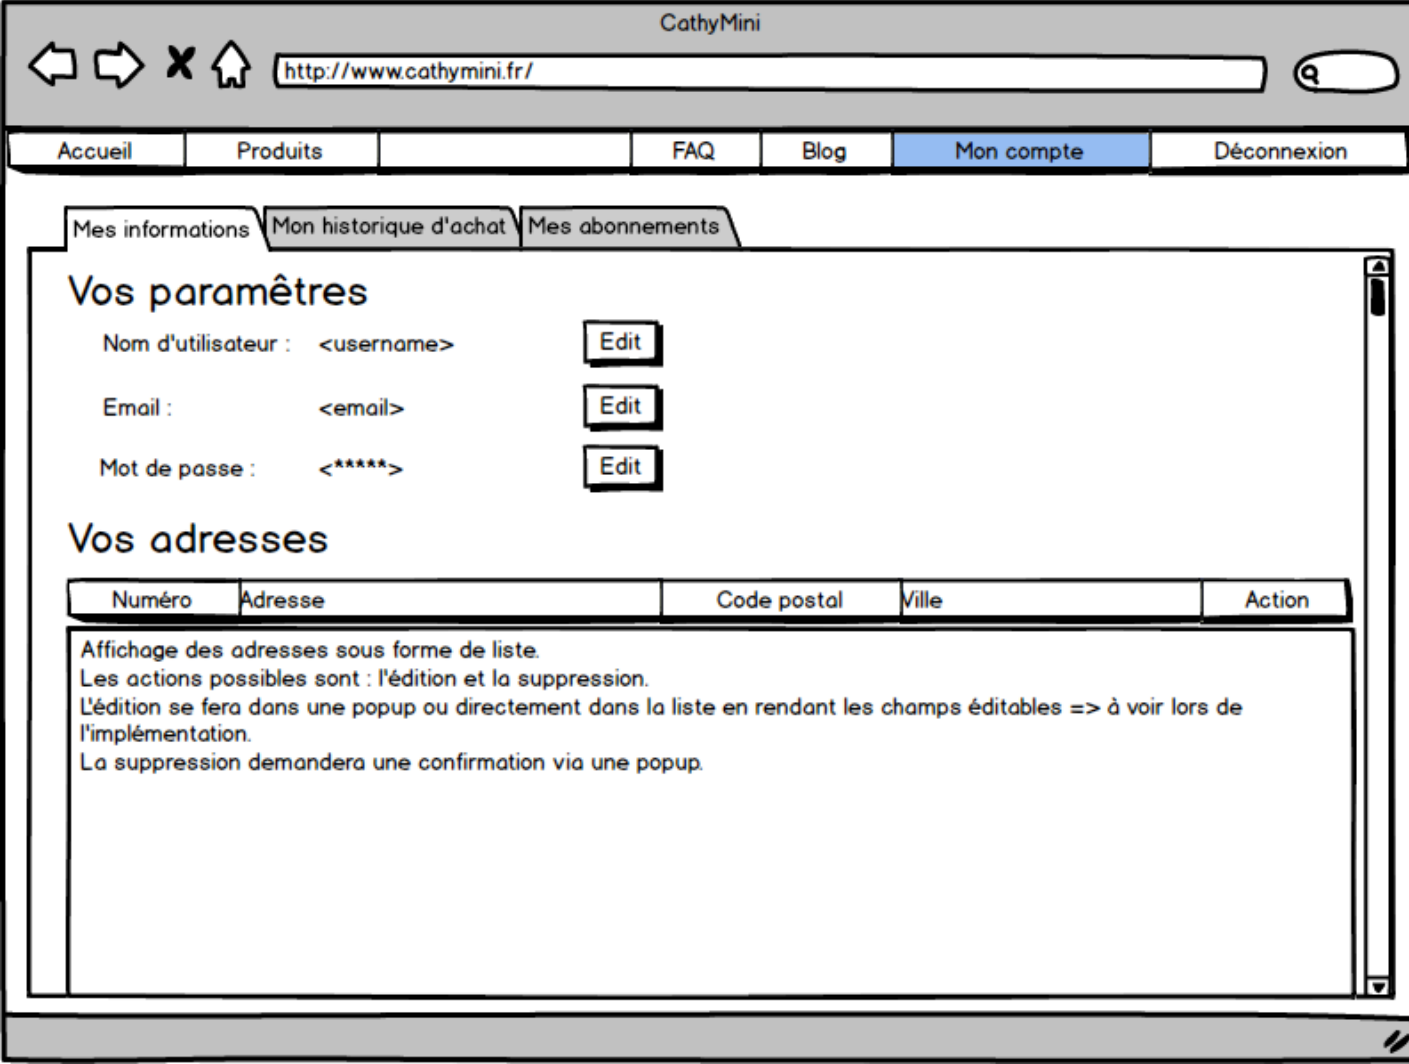 CathyMini
http://www.cathymini.fr/
Accueil Produits FAQ Blog Mon compte Déconnexion
Mes informations Mon historique d'achat Mes abonnements
Vos paramêtres
Nom d'utilisateur : <username> Edit
Email : <email> Edit
Mot de passe : <*****> Edit
Vos adresses
Numéro Adresse Code postal Ville Action
Affichage des adresses sous forme de liste.
Les actions possibles sont : l'édition et la suppression.
L'édition se fera dans une popup ou directement dans la liste en rendant les champs éditables => à voir lors de
l'implémentation.
La suppression demandera une confirmation via une popup.